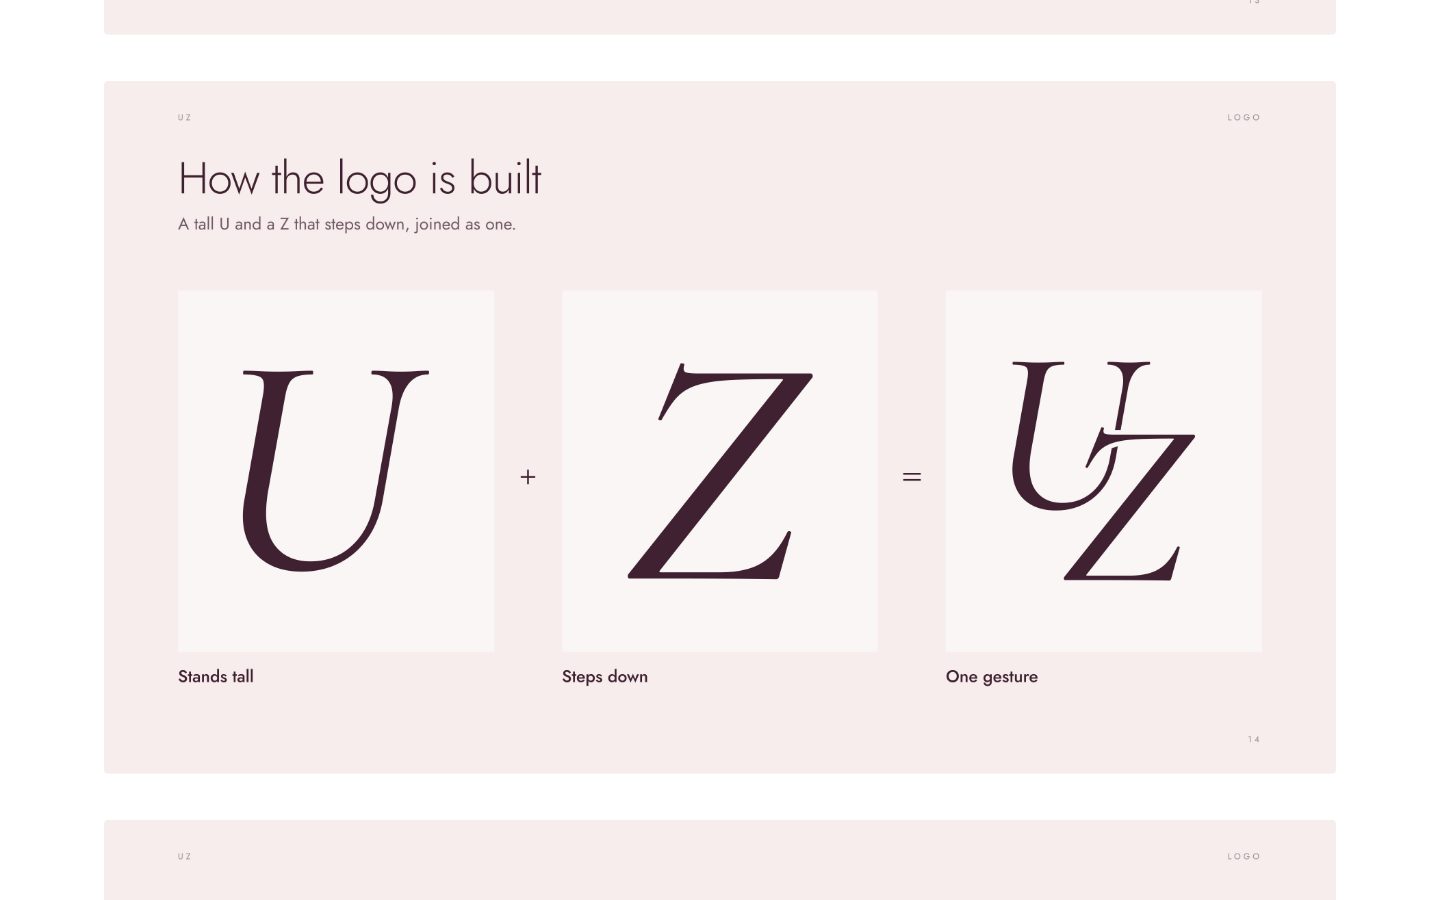 13
UZ
LOGO
How the logo is built
A tall U and a Z that steps down, joined as one.
U
+
Z
=
UZ
Stands tall
Steps down
One gesture
14
UZ
LOGO